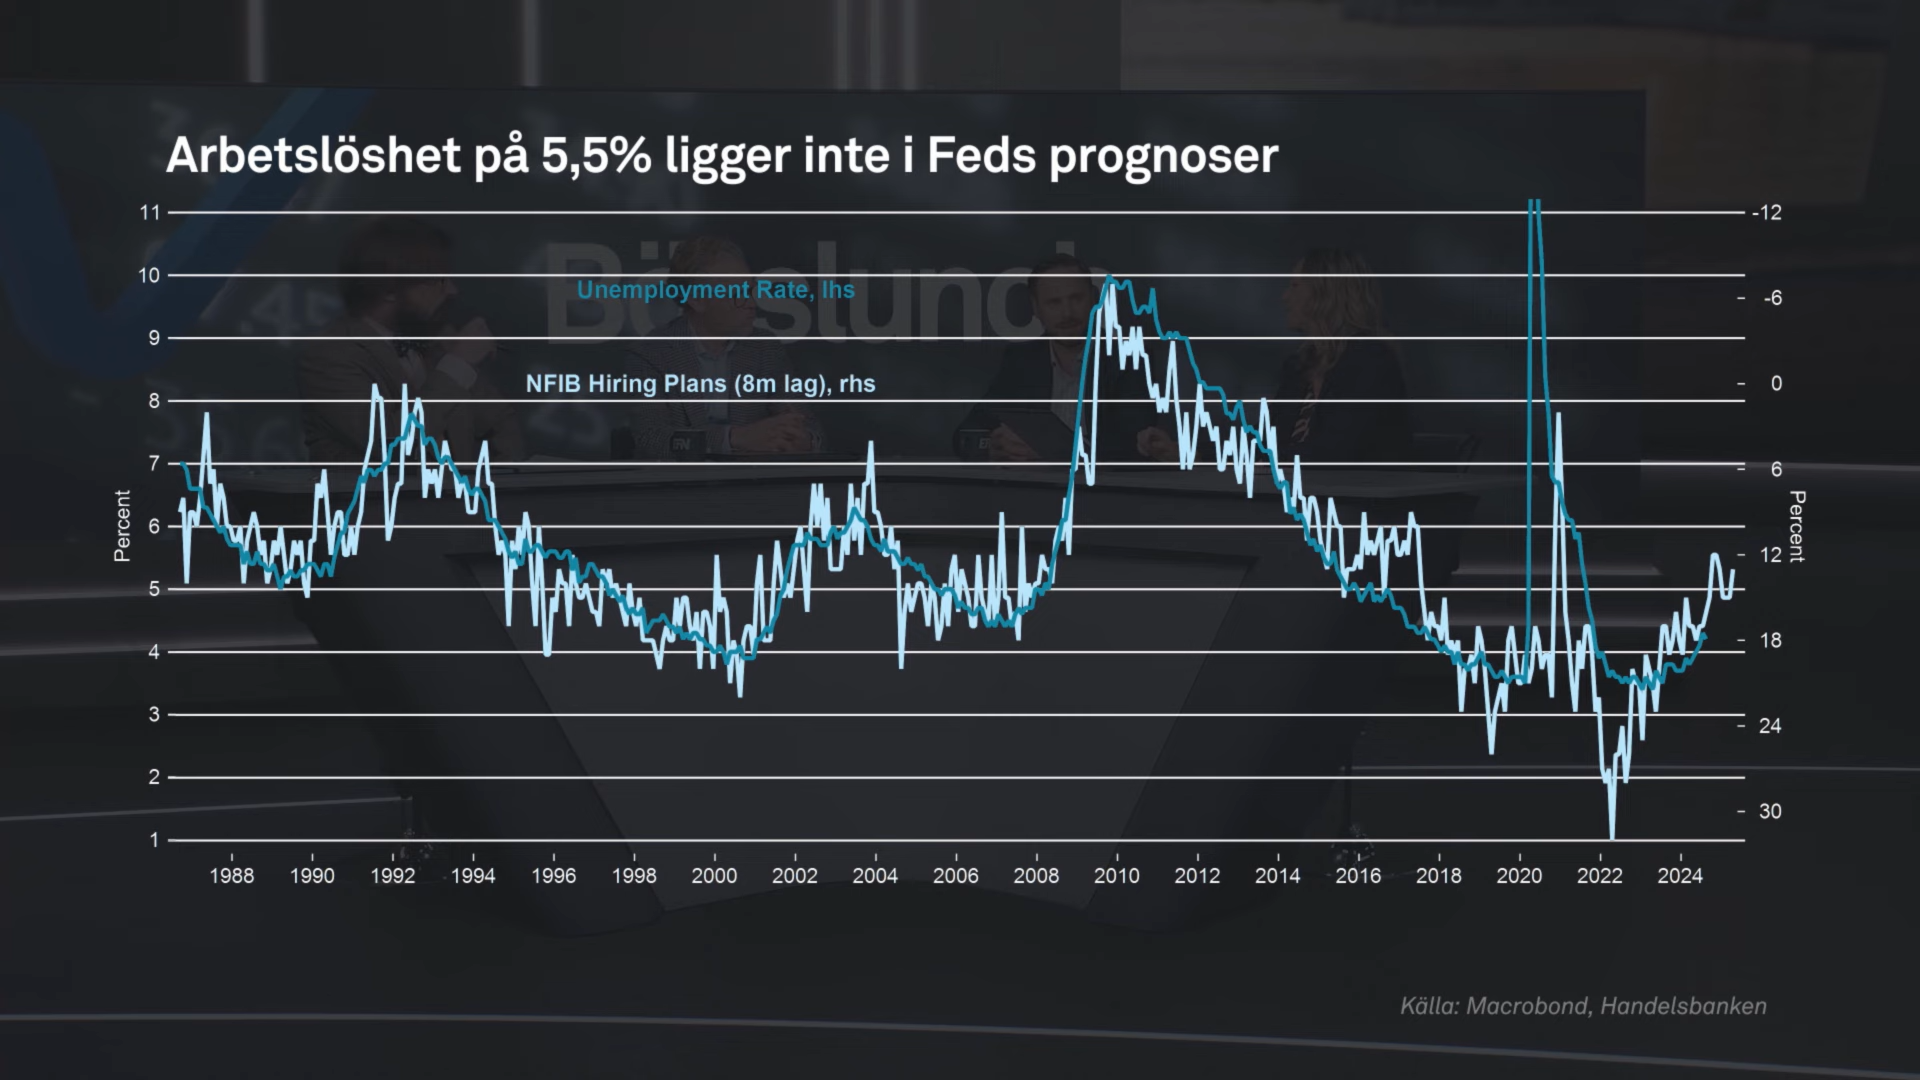 Arbetslöshet på 5,5% ligger inte i Feds prognoser
11
10
9
8
7
6
5
4
3
2
1
Percent
Unemployment Rate, lhs
NFIB Hiring Plans (8m lag), rhs
-12
-6
0
6
12
18
24
30
Percent
1988 1990 1992 1994 1996 1998 2000 2002 2004 2006 2008 2010 2012 2014 2016 2018 2020 2022 2024
Källa: Macrobond, Handelsbanken